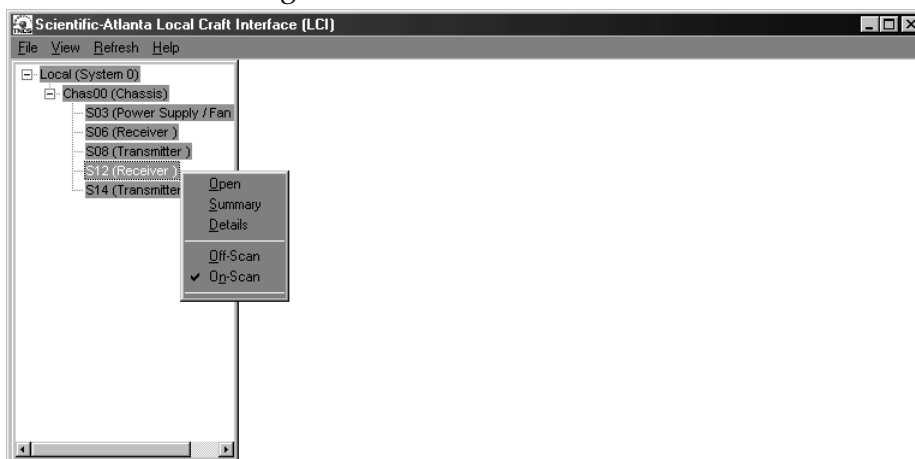 Scientific-Atlanta Local Craft Interface (LCI)
File View Refresh Help
Local (System 0)
Chas00 (Chassis)
S03 (Power Supply / Fan
S06 (Receiver )
S08 (Transmitter )
S12 (Receiver )
S14 (Transmitter
Open
Summary
Details
Off-Scan
On-Scan